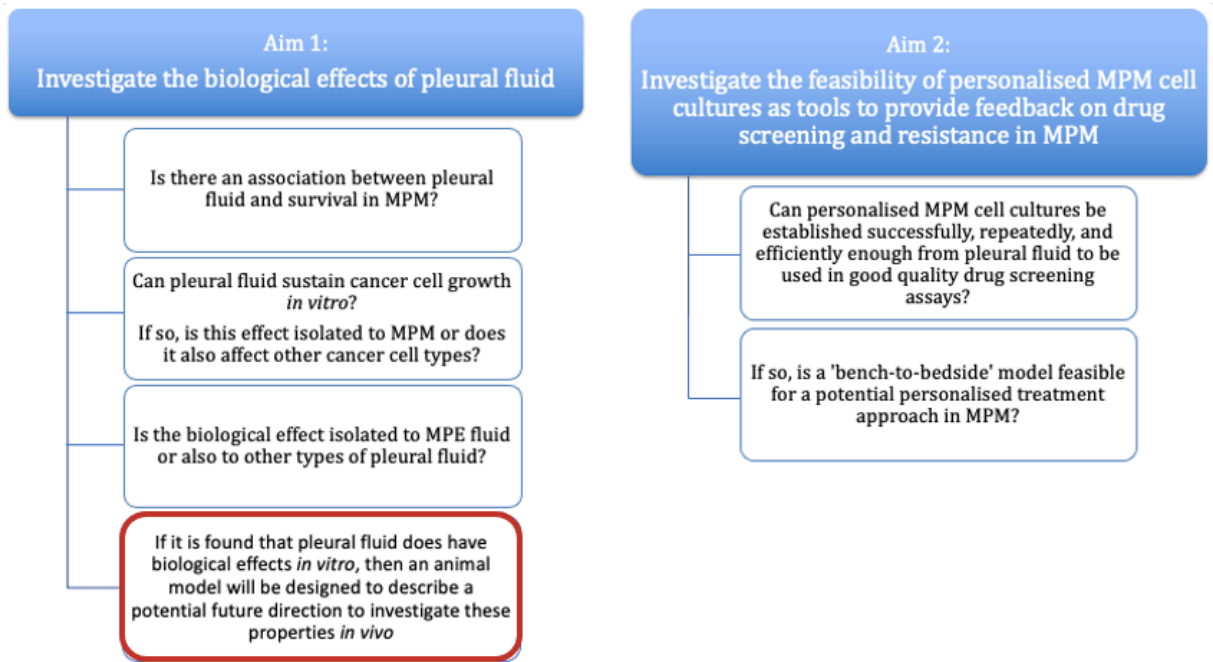 Aim 1:
Investigate the biological effects of pleural fluid
Is there an association between pleural
fluid and survival in MPM?
Can pleural fluid sustain cancer cell growth
in vitro?
If so, is this effect isolated to MPM or does
it also affect other cancer cell types?
Is the biological effect isolated to MPE fluid
or also to other types of pleural fluid?
If it is found that pleural fluid does have
biological effects in vitro, then an animal
model will be designed to describe a
potential future direction to investigate these
properties in vivo
Aim 2:
Investigate the feasibility of personalised MPM cell
cultures as tools to provide feedback on drug
screening and resistance in MPM
Can personalised MPM cell cultures be
established successfully, repeatedly, and
efficiently enough from pleural fluid to be
used in good quality drug screening
assays?
If so, is a 'bench-to-bedside' model feasible
for a potential personalised treatment
approach in MPM?